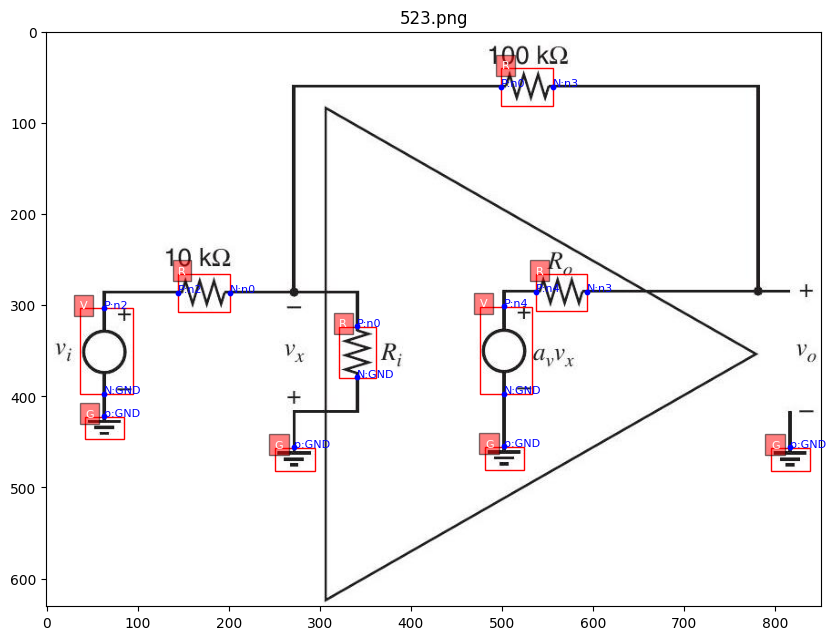 523.png
0
100
200
300
400
500
600
0 100 200 300 400 500 600 700 800
100 kΩ
R
P:n0 N:n3
10 kΩ
R
P:n2 N:n0
R_o
R
P:n4 N:n3
V
P:n2
+
v_i
−
N:GND
G
p:GND
−
v_x
+
R
P:n0
R_i
N:GND
G
p:GND
V
P:n4
+
a_v v_x
−
N:GND
G
p:GND
+
v_o
−
G
p:GND